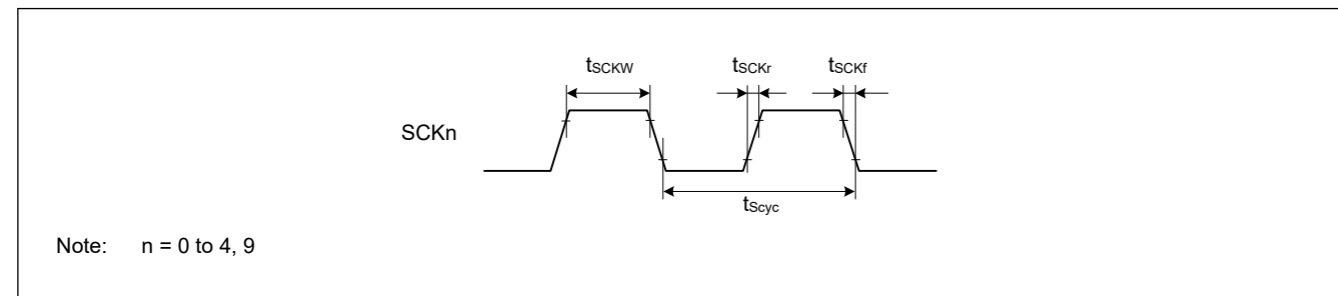 tSCKW tSCKr tSCKf
SCKn
tScyc
Note: n = 0 to 4, 9